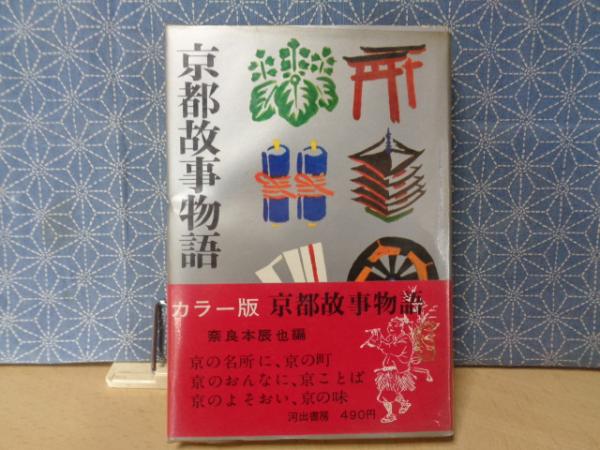 京都故事物語
カラー版 京都故事物語
奈良本辰也編
京の名所に、京の町
京のおんなに、京ことば
京のよそおい、京の味
河出書房 490円